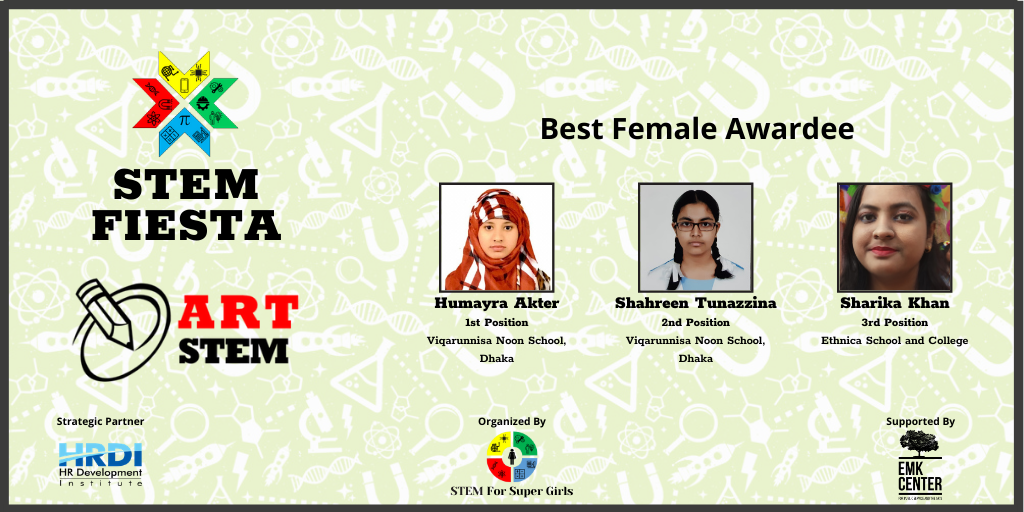 STEM
FIESTA
ART
STEM
Best Female Awardee
Humayra Akter
1st Position
Viqarunnisa Noon School,
Dhaka
Shahreen Tunazzina
2nd Position
Viqarunnisa Noon School,
Dhaka
Sharika Khan
3rd Position
Ethnica School and College
Strategic Partner
HRDI
HR Development
Institute
Organized By
STEM For Super Girls
Supported By
EMK
CENTER